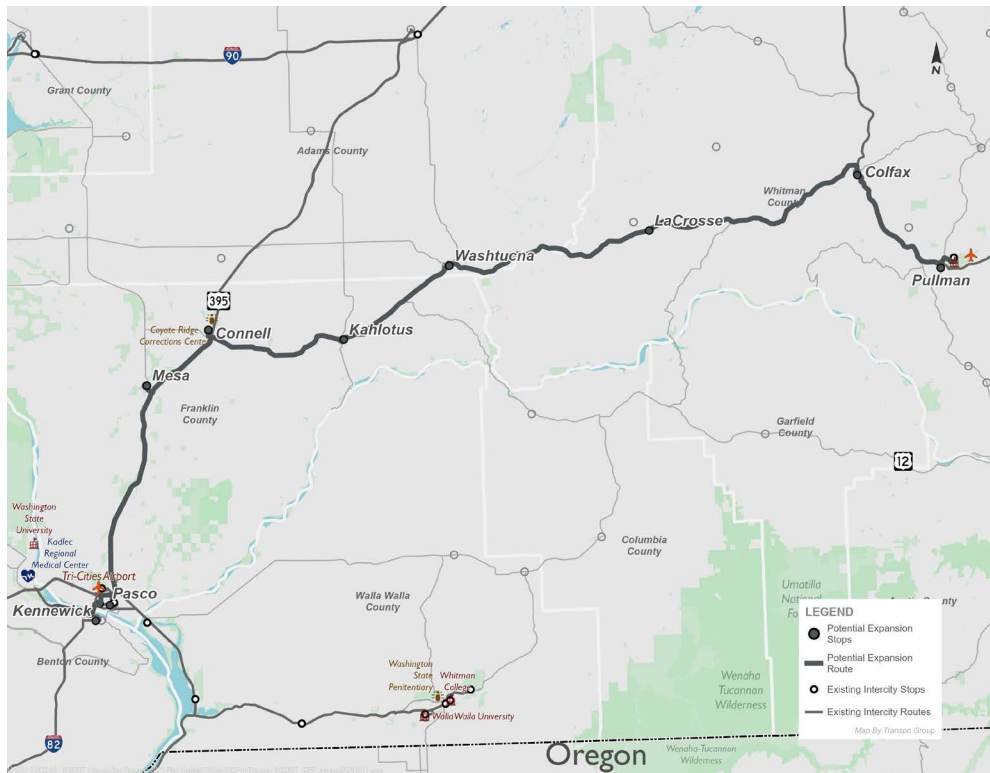 INTERSTATE
90
N
Grant County
Adams County
Colfax
Whitman
County
LaCrosse
Washtucna
Pullman
395
Coyote Ridge
Corrections Center
Connell
Kahlotus
Mesa
Franklin
County
Garfield
County
12
Washington
State
University
Kadlec
Regional
Medical Center
Columbia
County
Tri-Cities Airport
Pasco
Kennewick
Walla Walla
County
Umatilla
National
County
Benton County
LEGEND
Potential Expansion
Stops
Potential Expansion
Route
Existing Intercity Stops
Existing Intercity Routes
Map By Transpo Group
Washington
State
Penitentiary
Whitman
College
Walla Walla University
Wenaha
Tucannon
Wilderness
82
Oregon
Wenaha-Tucannon
Wilderness